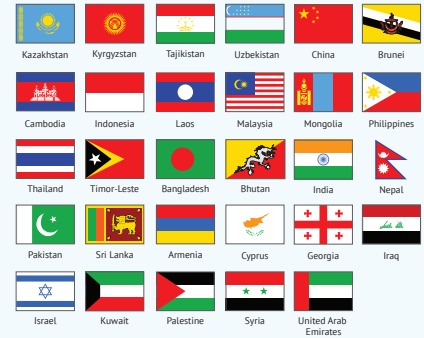 Kazakhstan
Kyrgyzstan
Tajikistan
Uzbekistan
China
Brunei
Cambodia
Indonesia
Laos
Malaysia
Mongolia
Philippines
Thailand
Timor-Leste
Bangladesh
Bhutan
India
Nepal
Pakistan
Sri Lanka
Armenia
Cyprus
Georgia
Iraq
Israel
Kuwait
Palestine
Syria
United Arab
Emirates